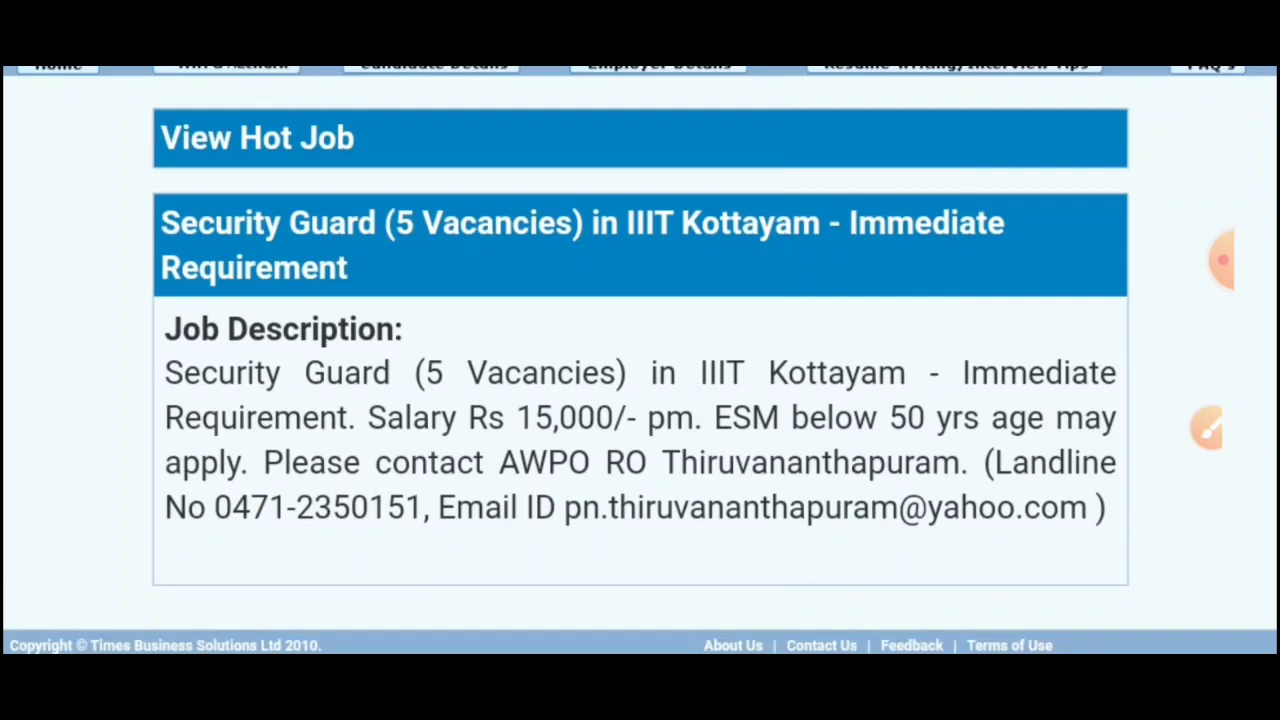 View Hot Job
Security Guard (5 Vacancies) in IIIT Kottayam - Immediate
Requirement
Job Description:
Security Guard (5 Vacancies) in IIIT Kottayam - Immediate
Requirement. Salary Rs 15,000/- pm. ESM below 50 yrs age may
apply. Please contact AWPO RO Thiruvananthapuram. (Landline
No 0471-2350151, Email ID pn.thiruvananthapuram@yahoo.com )
Copyright © Times Business Solutions Ltd 2010. About Us | Contact Us | Feedback | Terms of Use